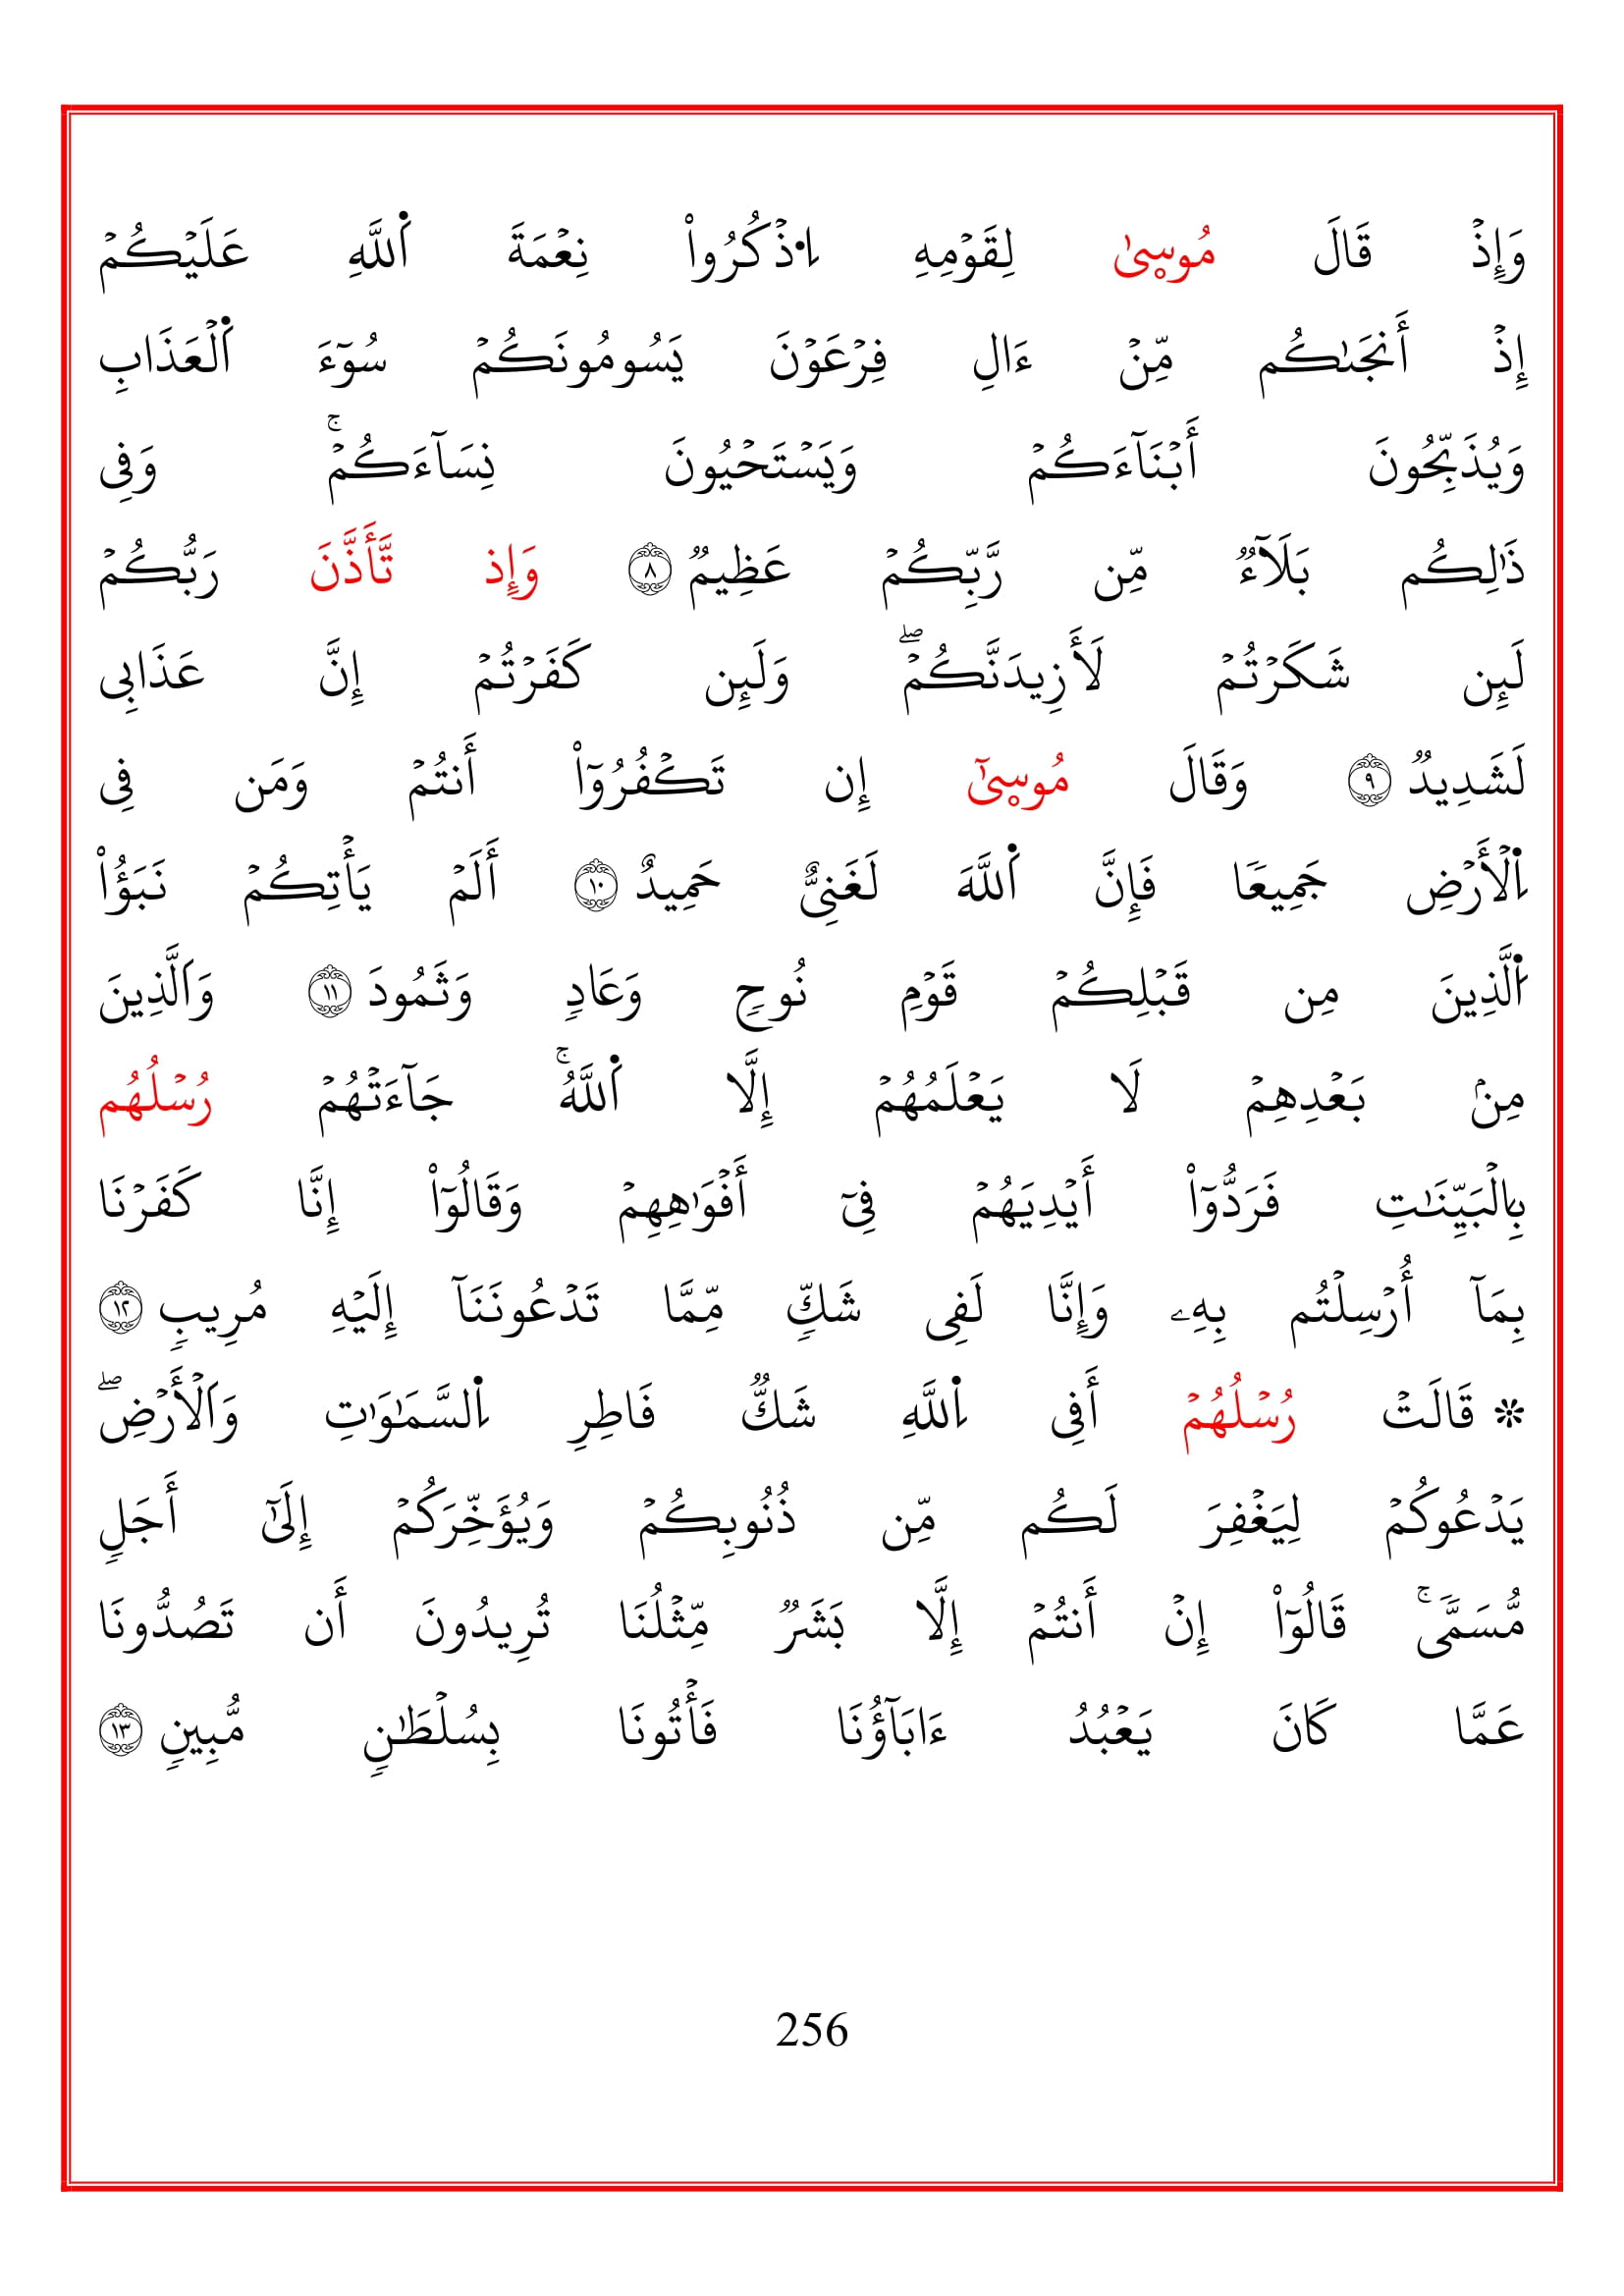 وَإِذۡ قَالَ مُوسٜىٰ لِقَوۡمِهِ ٱذۡكُرُواْ نِعۡمَةَ ٱللَّهِ عَلَيۡكُمۡ
إِذۡ أَنجَىٰكُم مِّنۡ ءَالِ فِرۡعَوۡنَ يَسُومُونَكُمۡ سُوٓءَ ٱلۡعَذَابِ
وَيُذَبِّحُونَ أَبۡنَآءَكُمۡ وَيَسۡتَحۡيُونَ نِسَآءَكُمۡۚ وَفِى
ذَٰلِكُم بَلَآءٞ مِّن رَّبِّكُمۡ عَظِيمٞ ٨ وَإِذ تَّأَذَّنَ رَبُّكُمۡ
لَئِن شَكَرۡتُمۡ لَأَزِيدَنَّكُمۡۖ وَلَئِن كَفَرۡتُمۡ إِنَّ عَذَابِى
لَشَدِيدٞ ٩ وَقَالَ مُوسٜىٰٓ إِن تَكۡفُرُوٓاْ أَنتُمۡ وَمَن فِى
ٱلۡأَرۡضِ جَمِيعٗا فَإِنَّ ٱللَّهَ لَغَنِىٌّ حَمِيدٌ ١٠ أَلَمۡ يَأۡتِكُمۡ نَبَؤُاْ
ٱلَّذِينَ مِن قَبۡلِكُمۡ قَوۡمِ نُوحٖ وَعَادٖ وَثَمُودَ ١١ وَٱلَّذِينَ
مِنۢ بَعۡدِهِمۡ لَا يَعۡلَمُهُمۡ إِلَّا ٱللَّهُۚ جَآءَتۡهُمۡ رُسۡلُهُم
بِٱلۡبَيِّنَٰتِ فَرَدُّوٓاْ أَيۡدِيَهُمۡ فِىٓ أَفۡوَٰهِهِمۡ وَقَالُوٓاْ إِنَّا كَفَرۡنَا
بِمَآ أُرۡسِلۡتُم بِهِۦ وَإِنَّا لَفِى شَكّٖ مِّمَّا تَدۡعُونَنَآ إِلَيۡهِ مُرِيبٖ ١٢
۞ قَالَتۡ رُسۡلُهُمۡ أَفِى ٱللَّهِ شَكّٞ فَاطِرِ ٱلسَّمَٰوَٰتِ وَٱلۡأَرۡضِۖ
يَدۡعُوكُمۡ لِيَغۡفِرَ لَكُم مِّن ذُنُوبِكُمۡ وَيُؤَخِّرَكُمۡ إِلَىٰٓ أَجَلٖ
مُّسَمّٗىۚ قَالُوٓاْ إِنۡ أَنتُمۡ إِلَّا بَشَرٞ مِّثۡلُنَا تُرِيدُونَ أَن تَصُدُّونَا
عَمَّا كَانَ يَعۡبُدُ ءَابَآؤُنَا فَأۡتُونَا بِسُلۡطَٰنٖ مُّبِينٖ ١٣
256